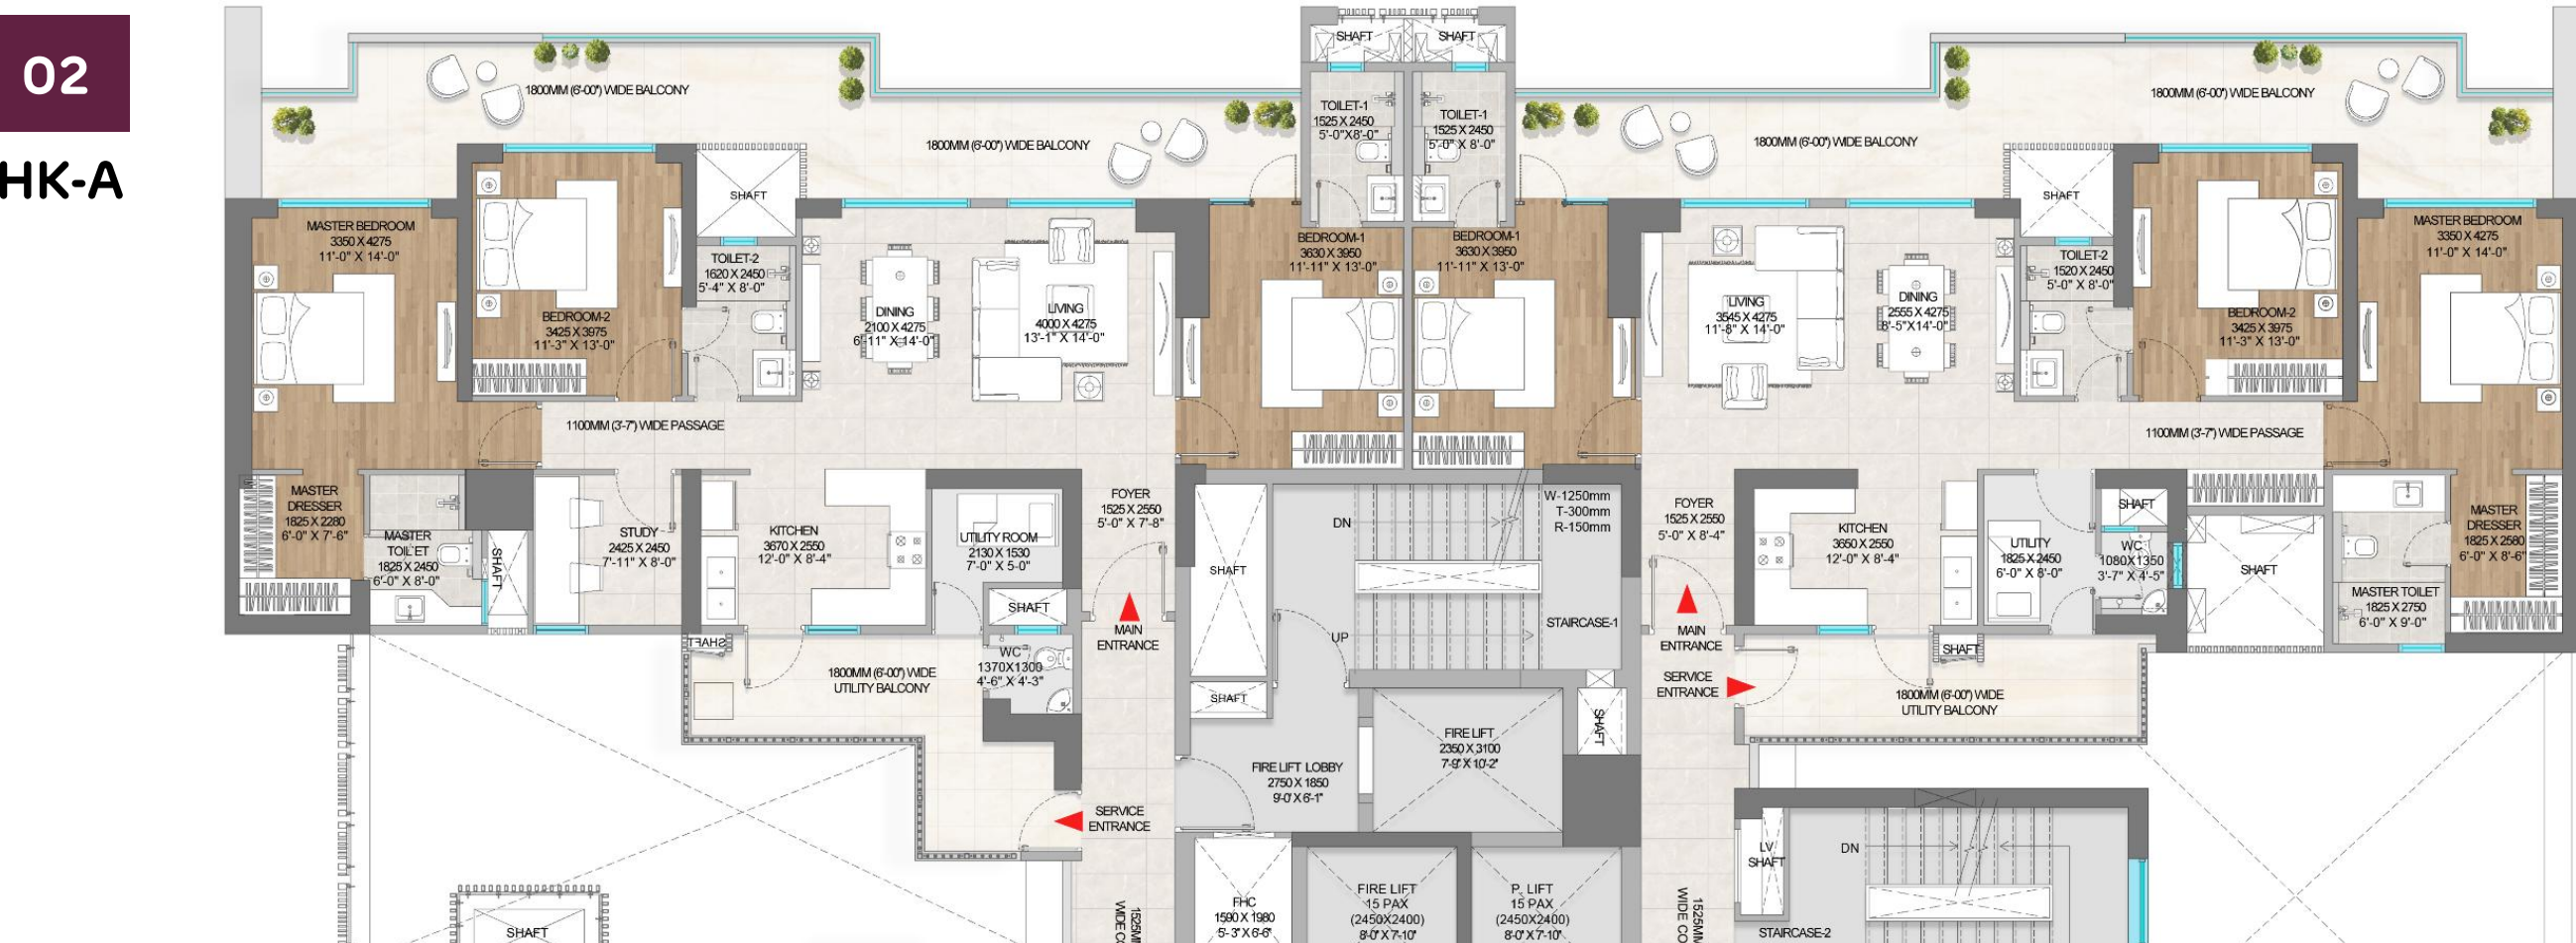 02
HK-A
1800MM (6'-00") WIDE BALCONY
1800MM (6'-00") WIDE BALCONY
SHAFT
SHAFT
1800MM (6'-00") WIDE BALCONY
1800MM (6'-00") WIDE BALCONY
TOILET-1
1525 X 2450
5'-0"X8'-0"
TOILET-1
1525 X 2450
5'-0" X 8'-0"
MASTER BEDROOM
3350 X 4275
11'-0" X 14'-0"
BEDROOM-2
3425 X 3975
11'-3" X 13'-0"
SHAFT
TOILET-2
1620 X 2450
5'-4" X 8'-0"
DINING
2100 X 4275
6'-11" X 14'-0"
LIVING
4000 X 4275
13'-1" X 14'-0"
BEDROOM-1
3630 X 3950
11'-11" X 13'-0"
BEDROOM-1
3630 X 3950
11'-11" X 13'-0"
LIVING
3545 X 4275
11'-8" X 14'-0"
DINING
2555 X 4275
8'-5"X14'-0"
SHAFT
TOILET-2
1520 X 2450
5'-0" X 8'-0"
BEDROOM-2
3425 X 3975
11'-3" X 13'-0"
MASTER BEDROOM
3350 X 4275
11'-0" X 14'-0"
1100MM (3'-7") WIDE PASSAGE
1100MM (3'-7") WIDE PASSAGE
MASTER
DRESSER
1825 X 2280
6'-0" X 7'-6"
MASTER
TOILET
1825 X 2450
6'-0" X 8'-0"
SHAFT
STUDY
2425 X 2450
7'-11" X 8'-0"
KITCHEN
3670 X 2550
12'-0" X 8'-4"
UTILITY ROOM
2130 X 1530
7'-0" X 5'-0"
SHAFT
FOYER
1525 X 2550
5'-0" X 7'-8"
MAIN
ENTRANCE
SHAFT
DN
UP
W-1250mm
T-300mm
R-150mm
STAIRCASE-1
FOYER
1525 X 2550
5'-0" X 8'-4"
MAIN
ENTRANCE
KITCHEN
3650 X 2550
12'-0" X 8'-4"
UTILITY
1825 X 2450
6'-0" X 8'-0"
SHAFT
WC
1080X1350
3'-7" X 4'-5"
SHAFT
MASTER
DRESSER
1825 X 2580
6'-0" X 8'-6"
MASTER TOILET
1825 X 2750
6'-0" X 9'-0"
SHAFT
1800MM (6'-00") WIDE
UTILITY BALCONY
WC
1370X1300
4'-6" X 4'-3"
SHAFT
SERVICE
ENTRANCE
SHAFT
1800MM (6'-00") WIDE
UTILITY BALCONY
SHAFT
FIRE LIFT LOBBY
2750 X 1850
9'-0" X 6'-1"
FIRE LIFT
2350 X 3100
7'-9" X 10'-2"
SERVICE
ENTRANCE
LV
SHAFT
DN
STAIRCASE-2
SHAFT
1525MM
WIDE CO
FHC
1590 X 1980
5'-3" X 6'-6"
FIRE LIFT
15 PAX
(2450X2400)
8'-0" X 7'-10"
P. LIFT
15 PAX
(2450X2400)
8'-0" X 7'-10"
1525MM
WIDE CO